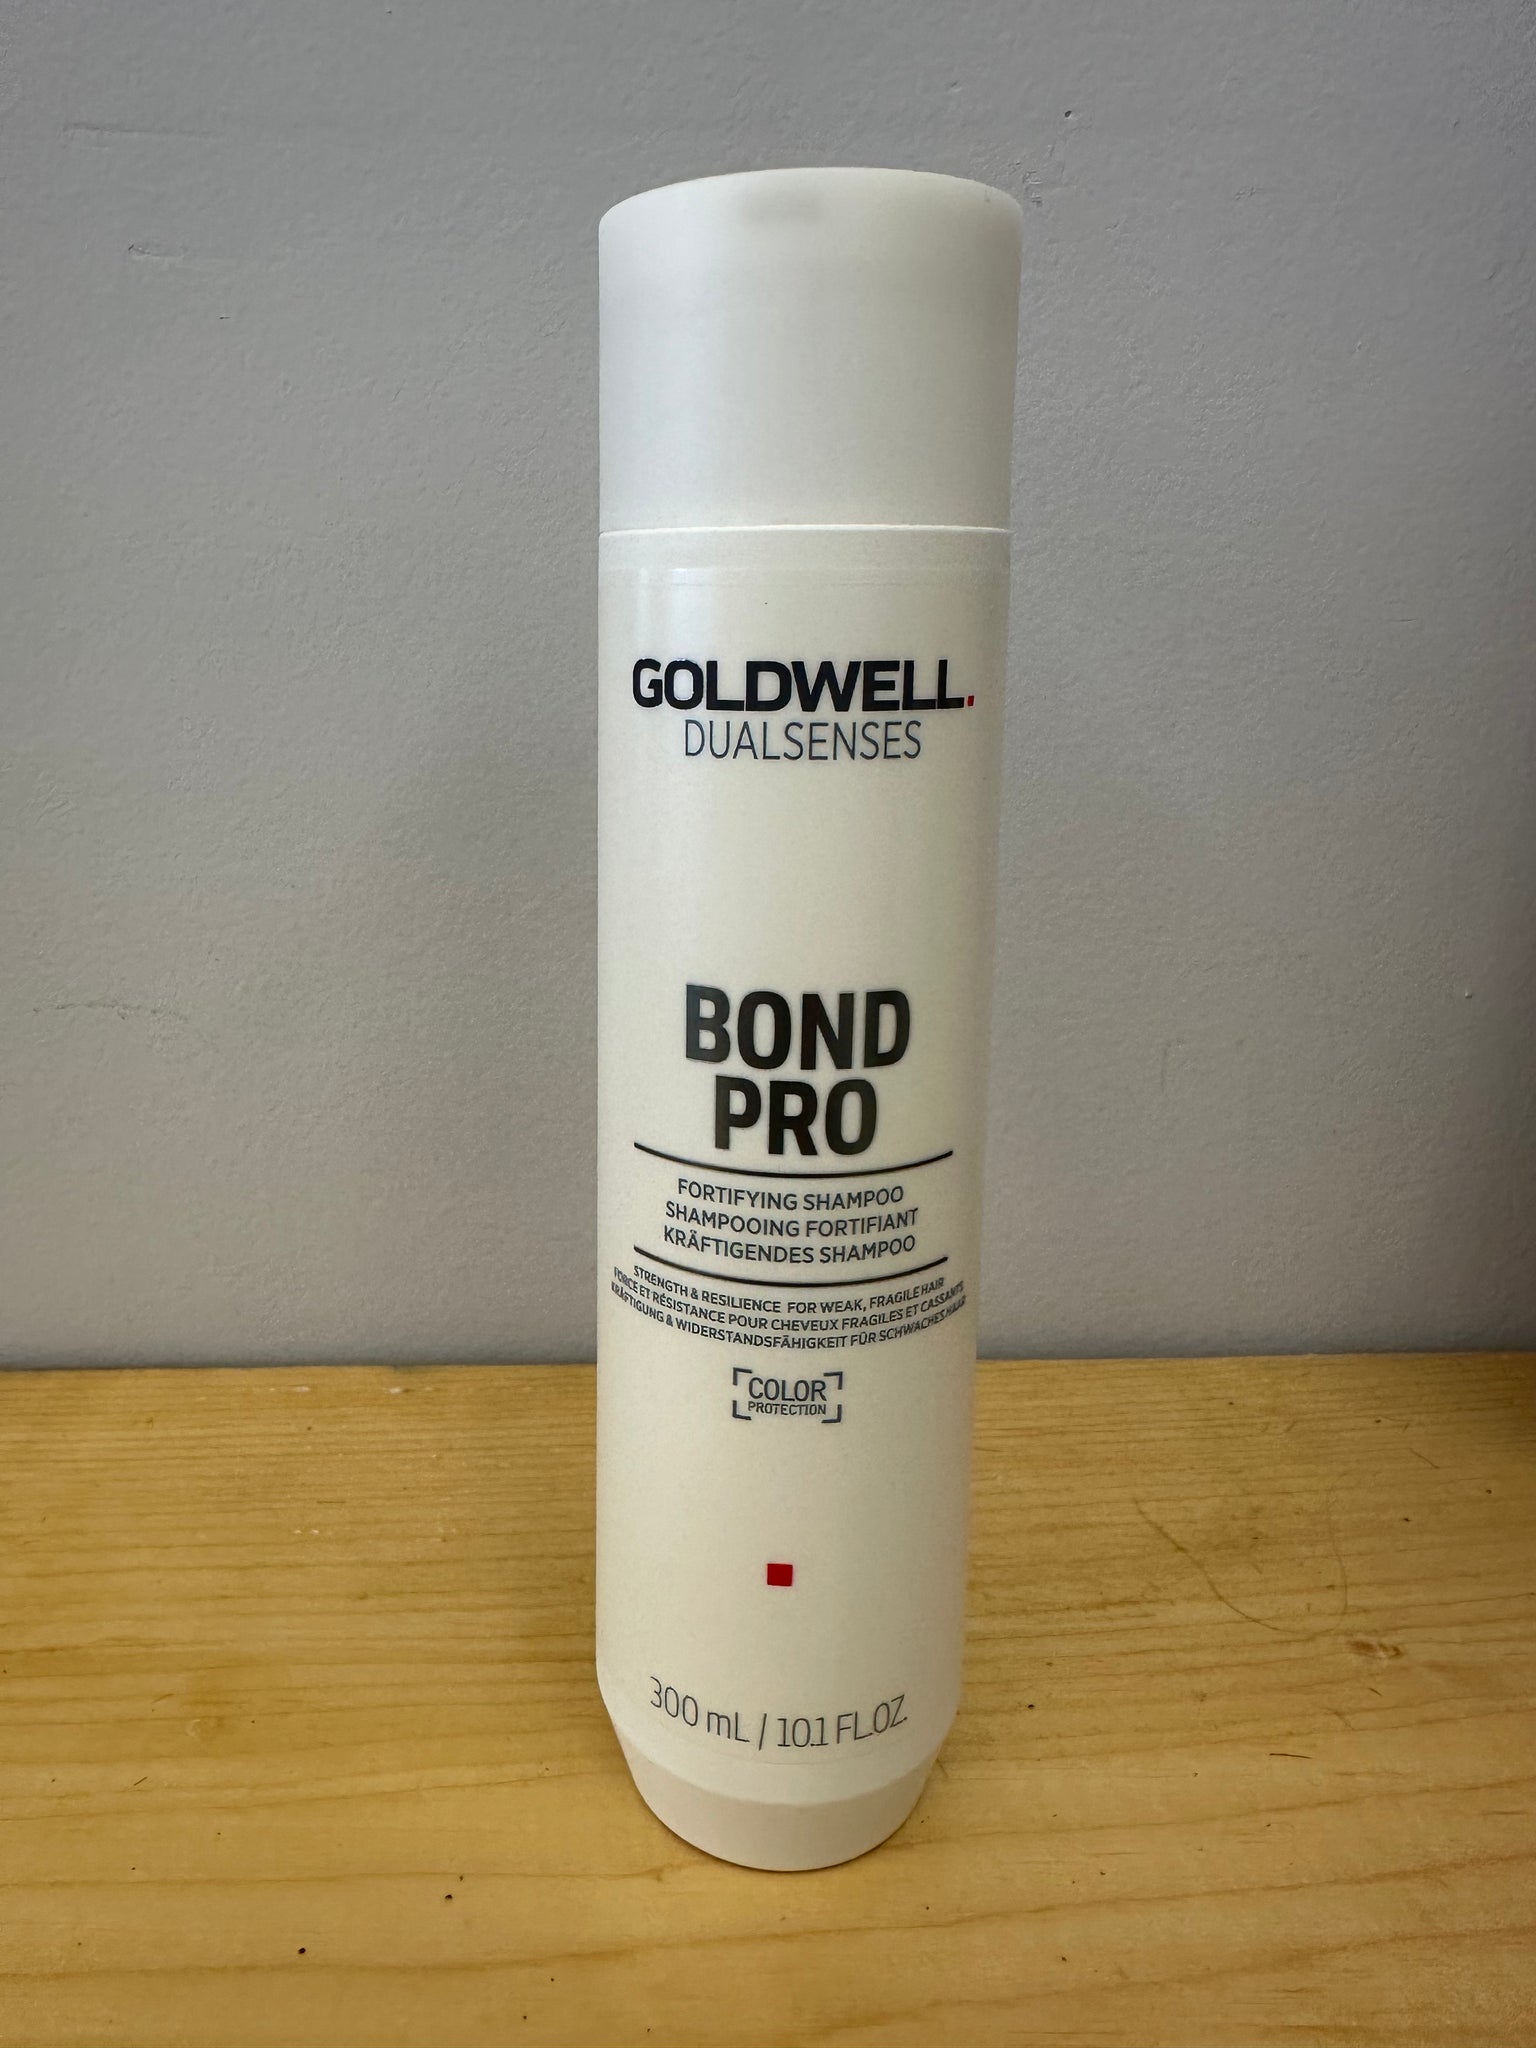 GOLDWELL.
DUALSENSES
BOND
PRO
FORTIFYING SHAMPOO
SHAMPOOING FORTIFIANT
KRÄFTIGENDES SHAMPOO
STRENGTH & RESILIENCE FOR WEAK, FRAGILE HAIR
FORCE ET RÉSISTANCE POUR CHEVEUX FRAGILES ET CASSANTS
KRÄFTIGUNG & WIDERSTANDSFÄHIGKEIT FÜR SCHWACHES HAAR
COLOR
PROTECTION
300 mL / 10.1 FL.OZ.